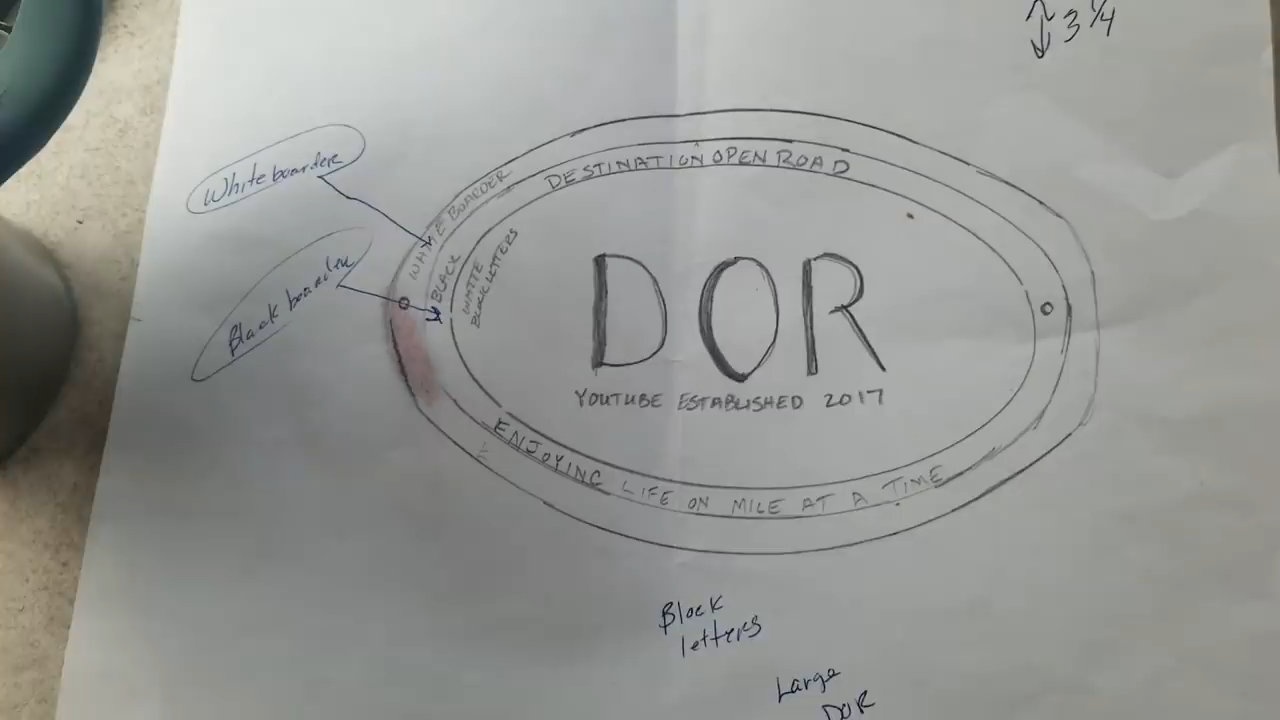 3 1/4
White boarder
DESTINATION OPEN ROAD
WHITE BOARDER
BLACK
WHITE
BLOCK LETTERS
Black boarder
DOR
YOUTUBE ESTABLISHED 2017
ENJOYING LIFE ON MILE AT A TIME
Block
letters
Large
DOR